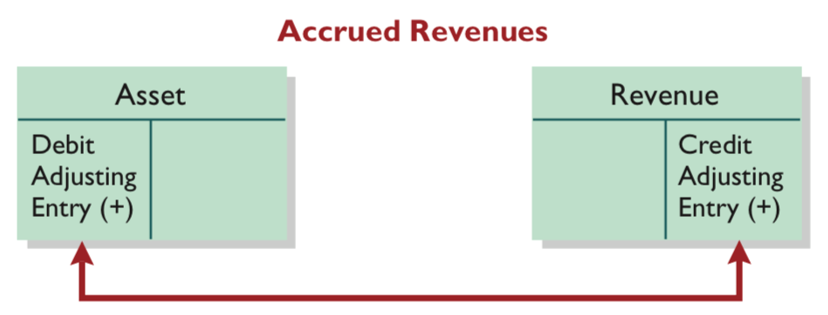 Accrued Revenues
Asset
Debit
Adjusting
Entry (+)
Revenue
Credit
Adjusting
Entry (+)